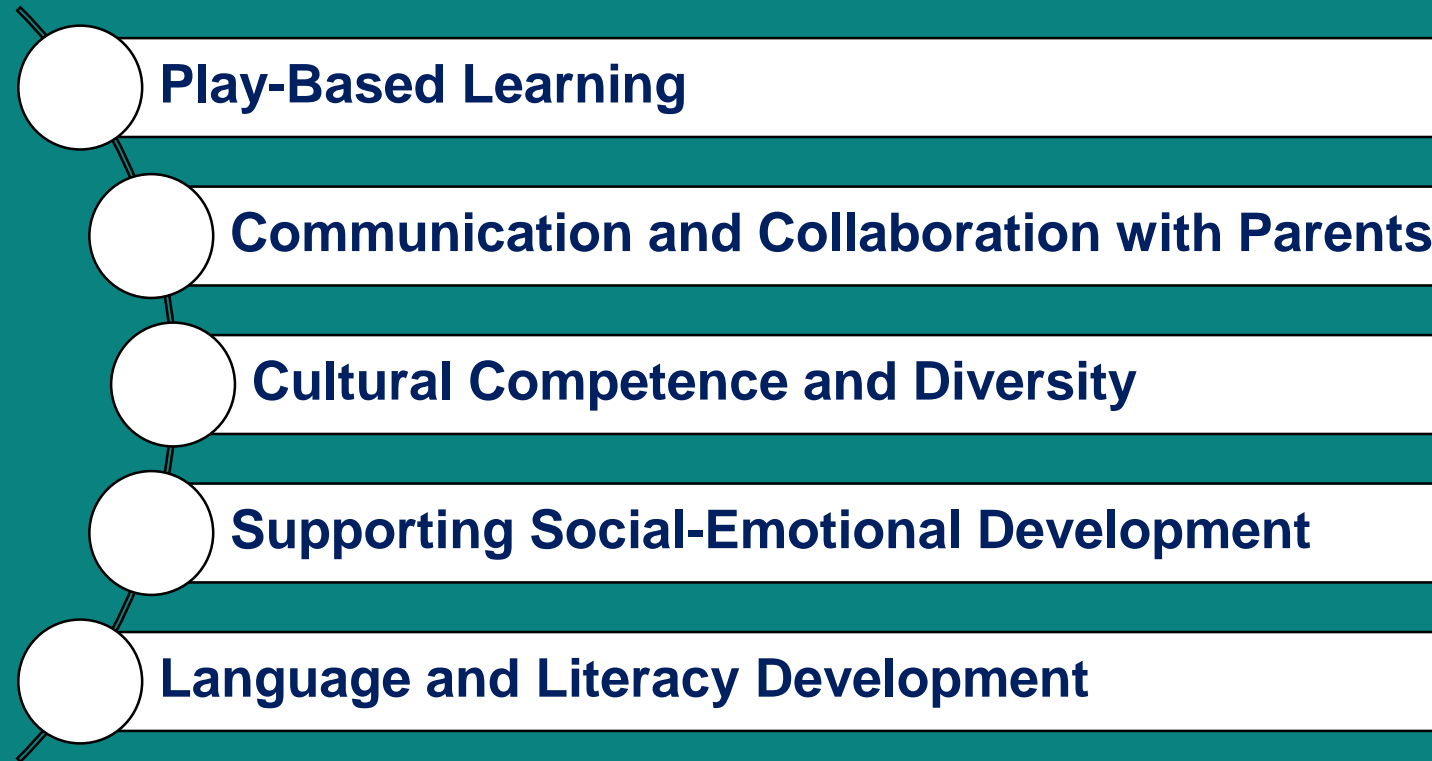 Play-Based Learning
Communication and Collaboration with Parents
Cultural Competence and Diversity
Supporting Social-Emotional Development
Language and Literacy Development